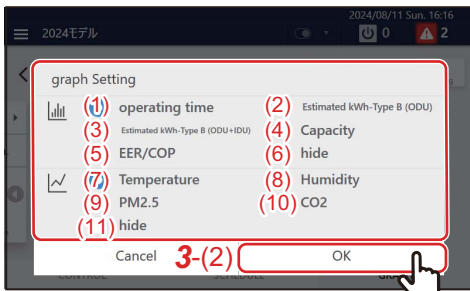 2024/08/11 Sun. 16:16
2024モデル
0
2
graph Setting
(1) operating time
(2) Estimated kWh-Type B (ODU)
(3) Estimated kWh-Type B (ODU+IDU)
(4) Capacity
(5) EER/COP
(6) hide
(7) Temperature
(8) Humidity
(9) PM2.5
(10) CO2
(11) hide
Cancel
3-(2)
OK
CONTROL
SCHEDULE